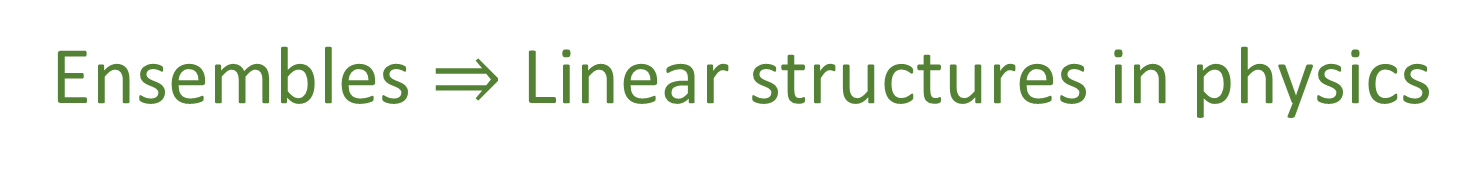 Ensembles ⇒ Linear structures in physics